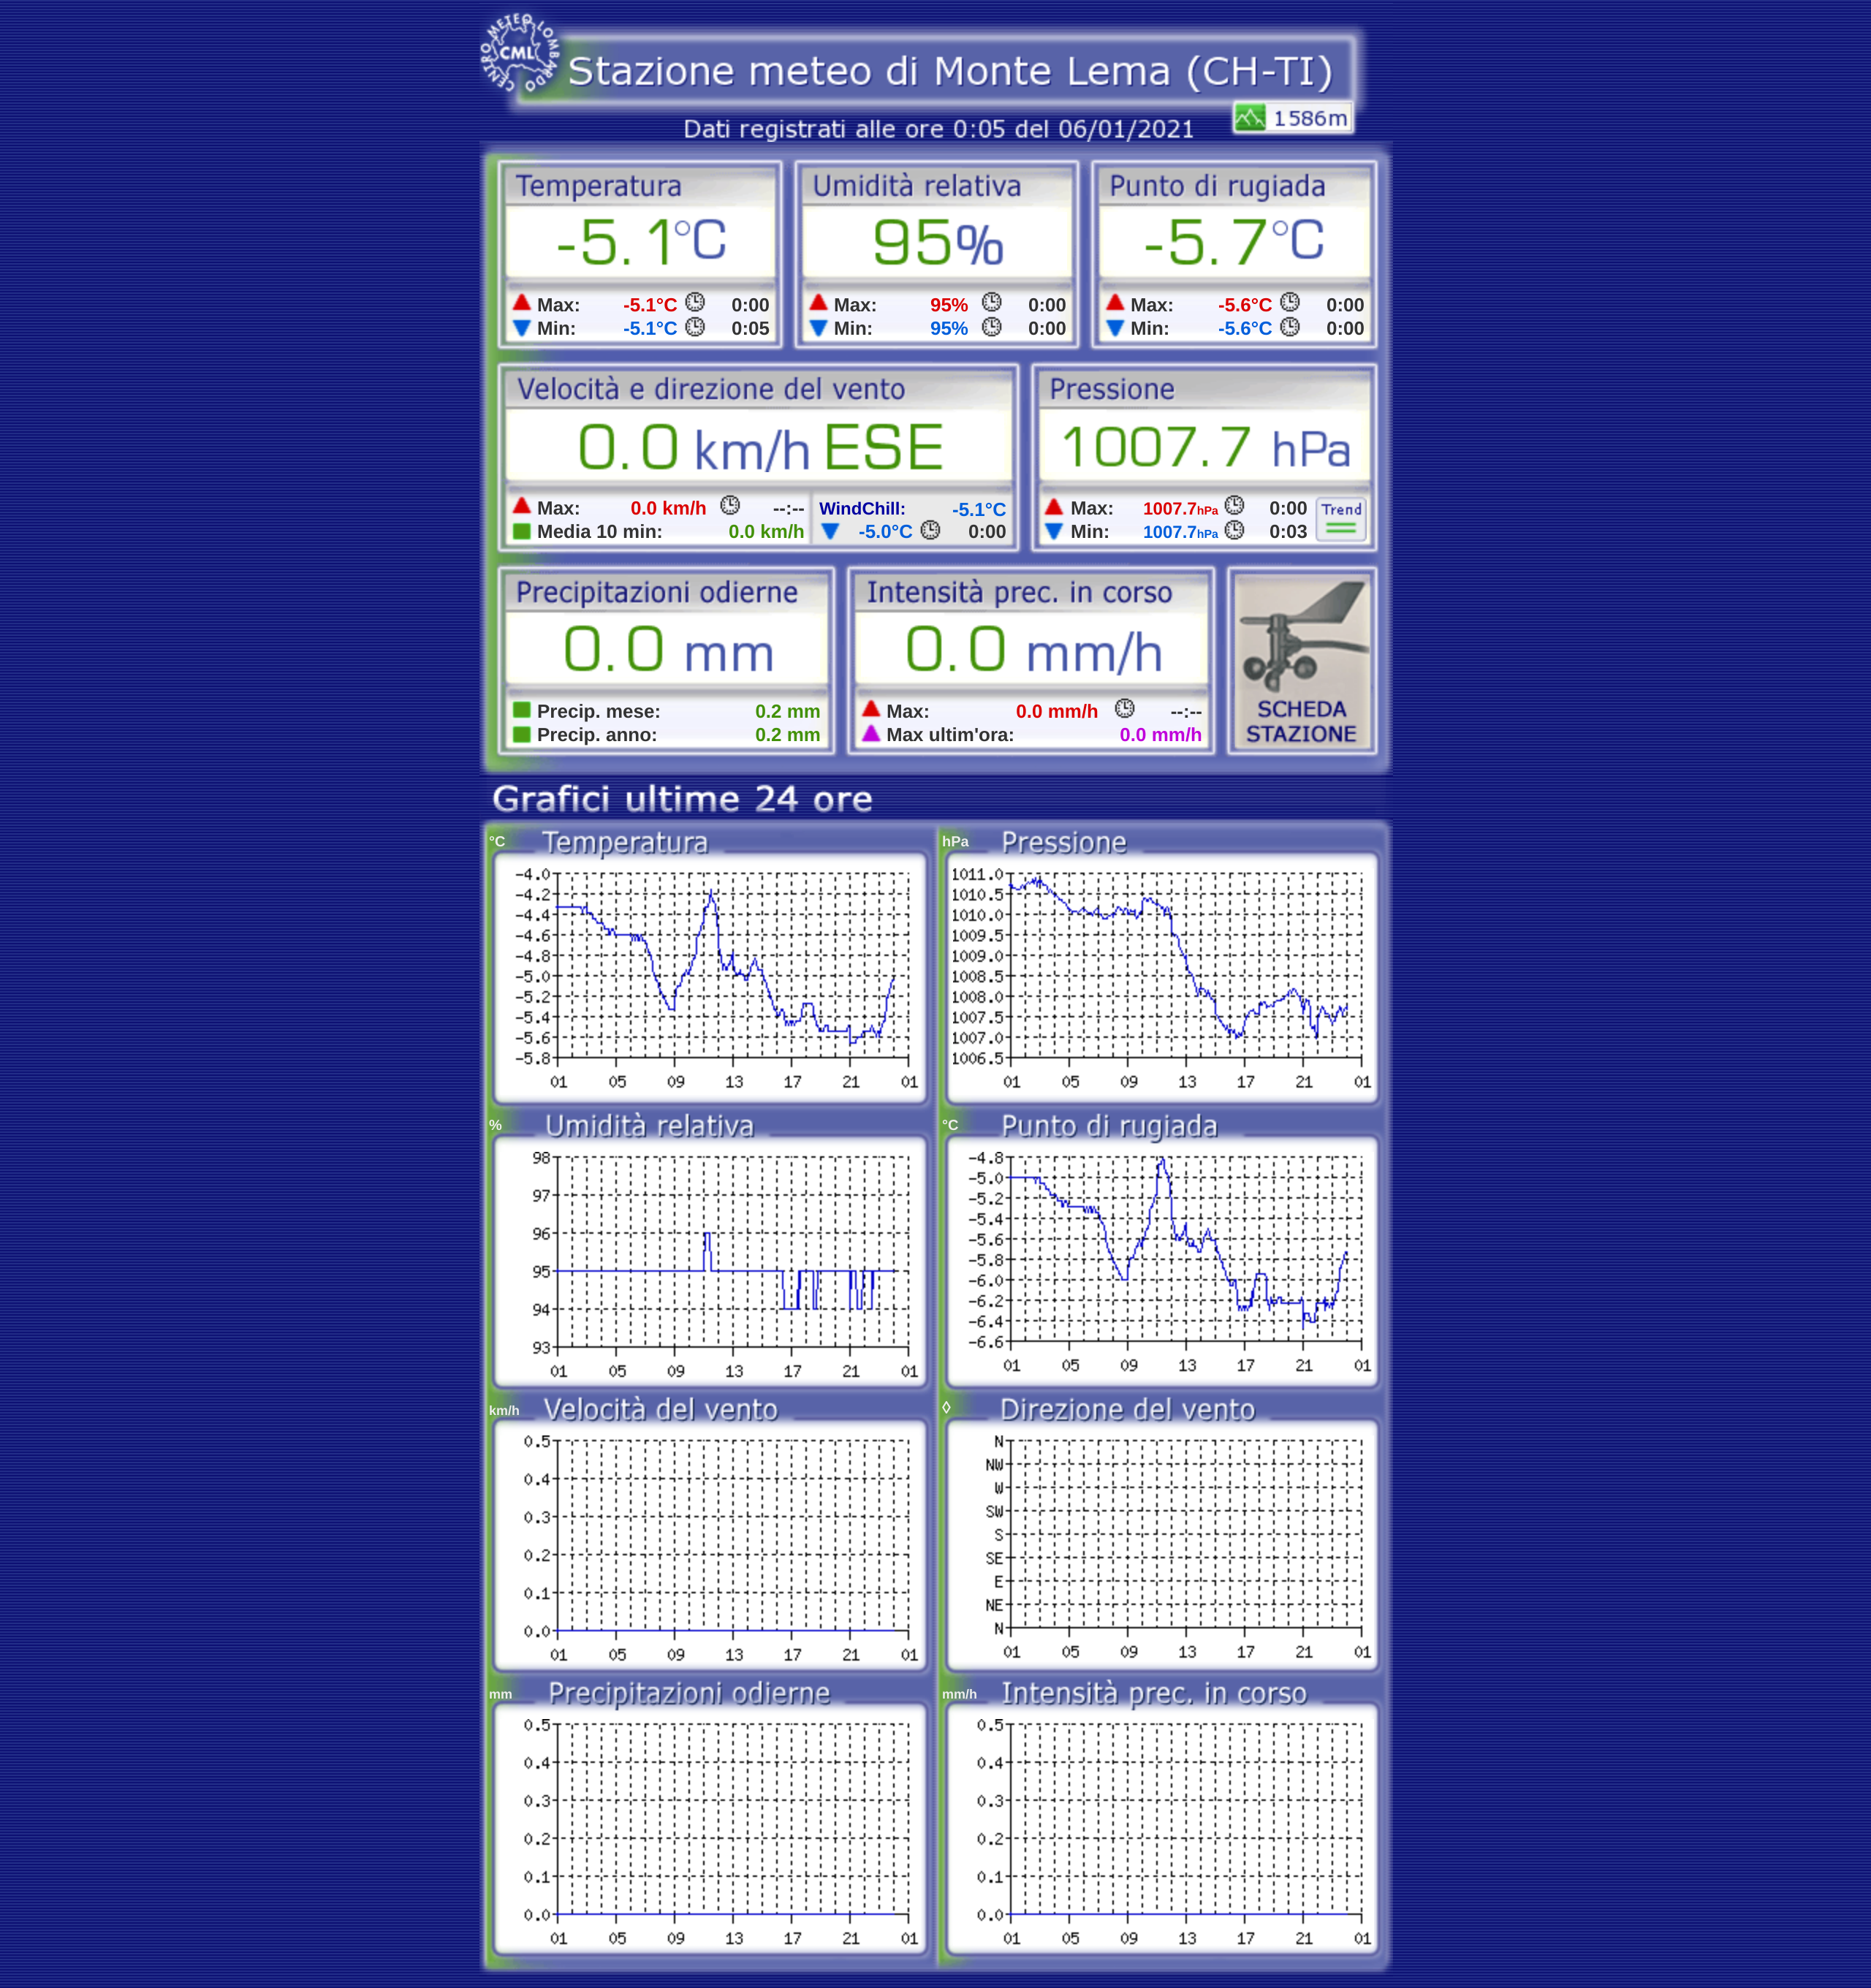 CENTRO METEO LOMBARDO
CML
Stazione meteo di Monte Lema (CH-TI)
1586m
Dati registrati alle ore 0:05 del 06/01/2021
Temperatura Umidità relativa Punto di rugiada
-5.1°C 95% -5.7°C
Max: -5.1°C 0:00 Max: 95% 0:00 Max: -5.6°C 0:00
Min: -5.1°C 0:05 Min: 95% 0:00 Min: -5.6°C 0:00
Velocità e direzione del vento Pressione
0.0 km/h ESE 1007.7 hPa
Max: 0.0 km/h --:-- WindChill: -5.1°C Max: 1007.7hPa 0:00 Trend
Media 10 min: 0.0 km/h -5.0°C 0:00 Min: 1007.7hPa 0:03
Precipitazioni odierne Intensità prec. in corso
0.0 mm 0.0 mm/h
Precip. mese: 0.2 mm Max: 0.0 mm/h --:-- SCHEDA
Precip. anno: 0.2 mm Max ultim'ora: 0.0 mm/h STAZIONE
Grafici ultime 24 ore
°C Temperatura
-4.0
-4.2
-4.4
-4.6
-4.8
-5.0
-5.2
-5.4
-5.6
-5.8
01 05 09 13 17 21 01
hPa Pressione
1011.0
1010.5
1010.0
1009.5
1009.0
1008.5
1008.0
1007.5
1007.0
1006.5
01 05 09 13 17 21 01
% Umidità relativa
98
97
96
95
94
93
01 05 09 13 17 21 01
°C Punto di rugiada
-4.8
-5.0
-5.2
-5.4
-5.6
-5.8
-6.0
-6.2
-6.4
-6.6
01 05 09 13 17 21 01
km/h Velocità del vento
0.5
0.4
0.3
0.2
0.1
0.0
01 05 09 13 17 21 01
◊ Direzione del vento
N
NW
W
SW
S
SE
E
NE
N
01 05 09 13 17 21 01
mm Precipitazioni odierne
0.5
0.4
0.3
0.2
0.1
0.0
01 05 09 13 17 21 01
mm/h Intensità prec. in corso
0.5
0.4
0.3
0.2
0.1
0.0
01 05 09 13 17 21 01